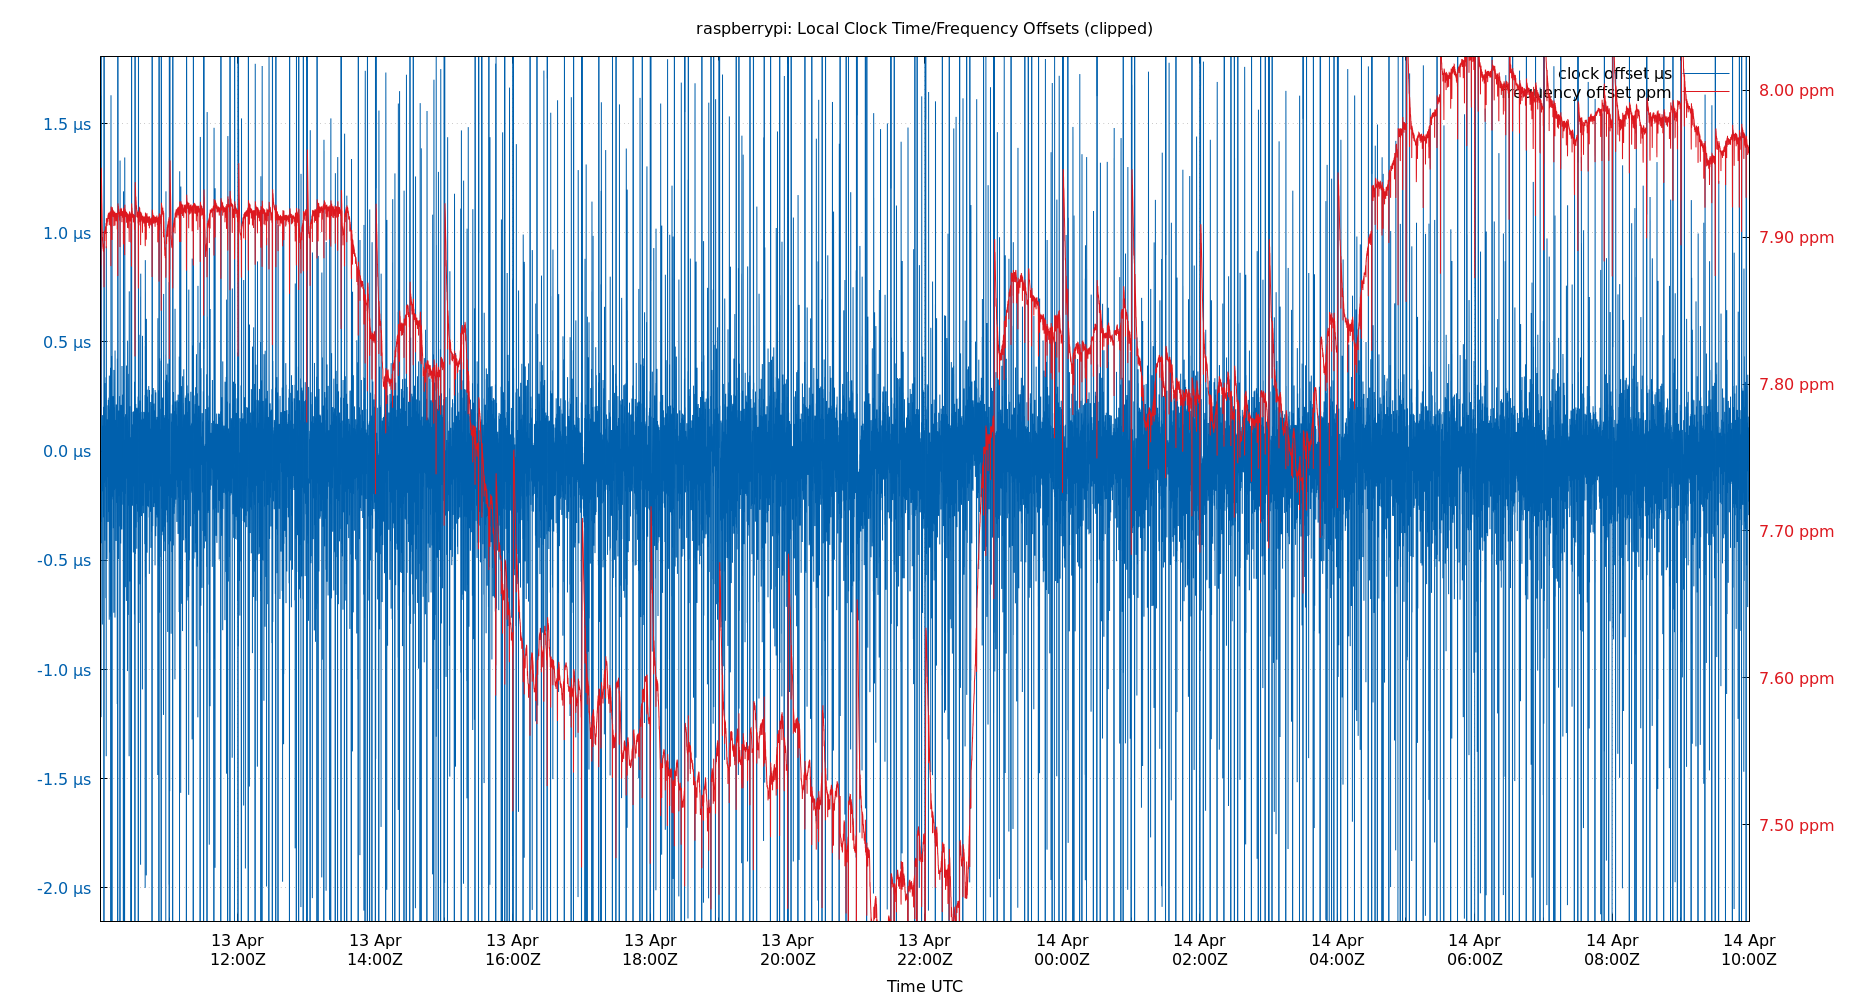 raspberrypi: Local Clock Time/Frequency Offsets (clipped)
clock offset µs
frequency offset ppm
1.5 µs
1.0 µs
0.5 µs
0.0 µs
-0.5 µs
-1.0 µs
-1.5 µs
-2.0 µs
8.00 ppm
7.90 ppm
7.80 ppm
7.70 ppm
7.60 ppm
7.50 ppm
13 Apr 13 Apr 13 Apr 13 Apr 13 Apr 13 Apr 14 Apr 14 Apr 14 Apr 14 Apr 14 Apr 14 Apr
12:00Z 14:00Z 16:00Z 18:00Z 20:00Z 22:00Z 00:00Z 02:00Z 04:00Z 06:00Z 08:00Z 10:00Z
Time UTC